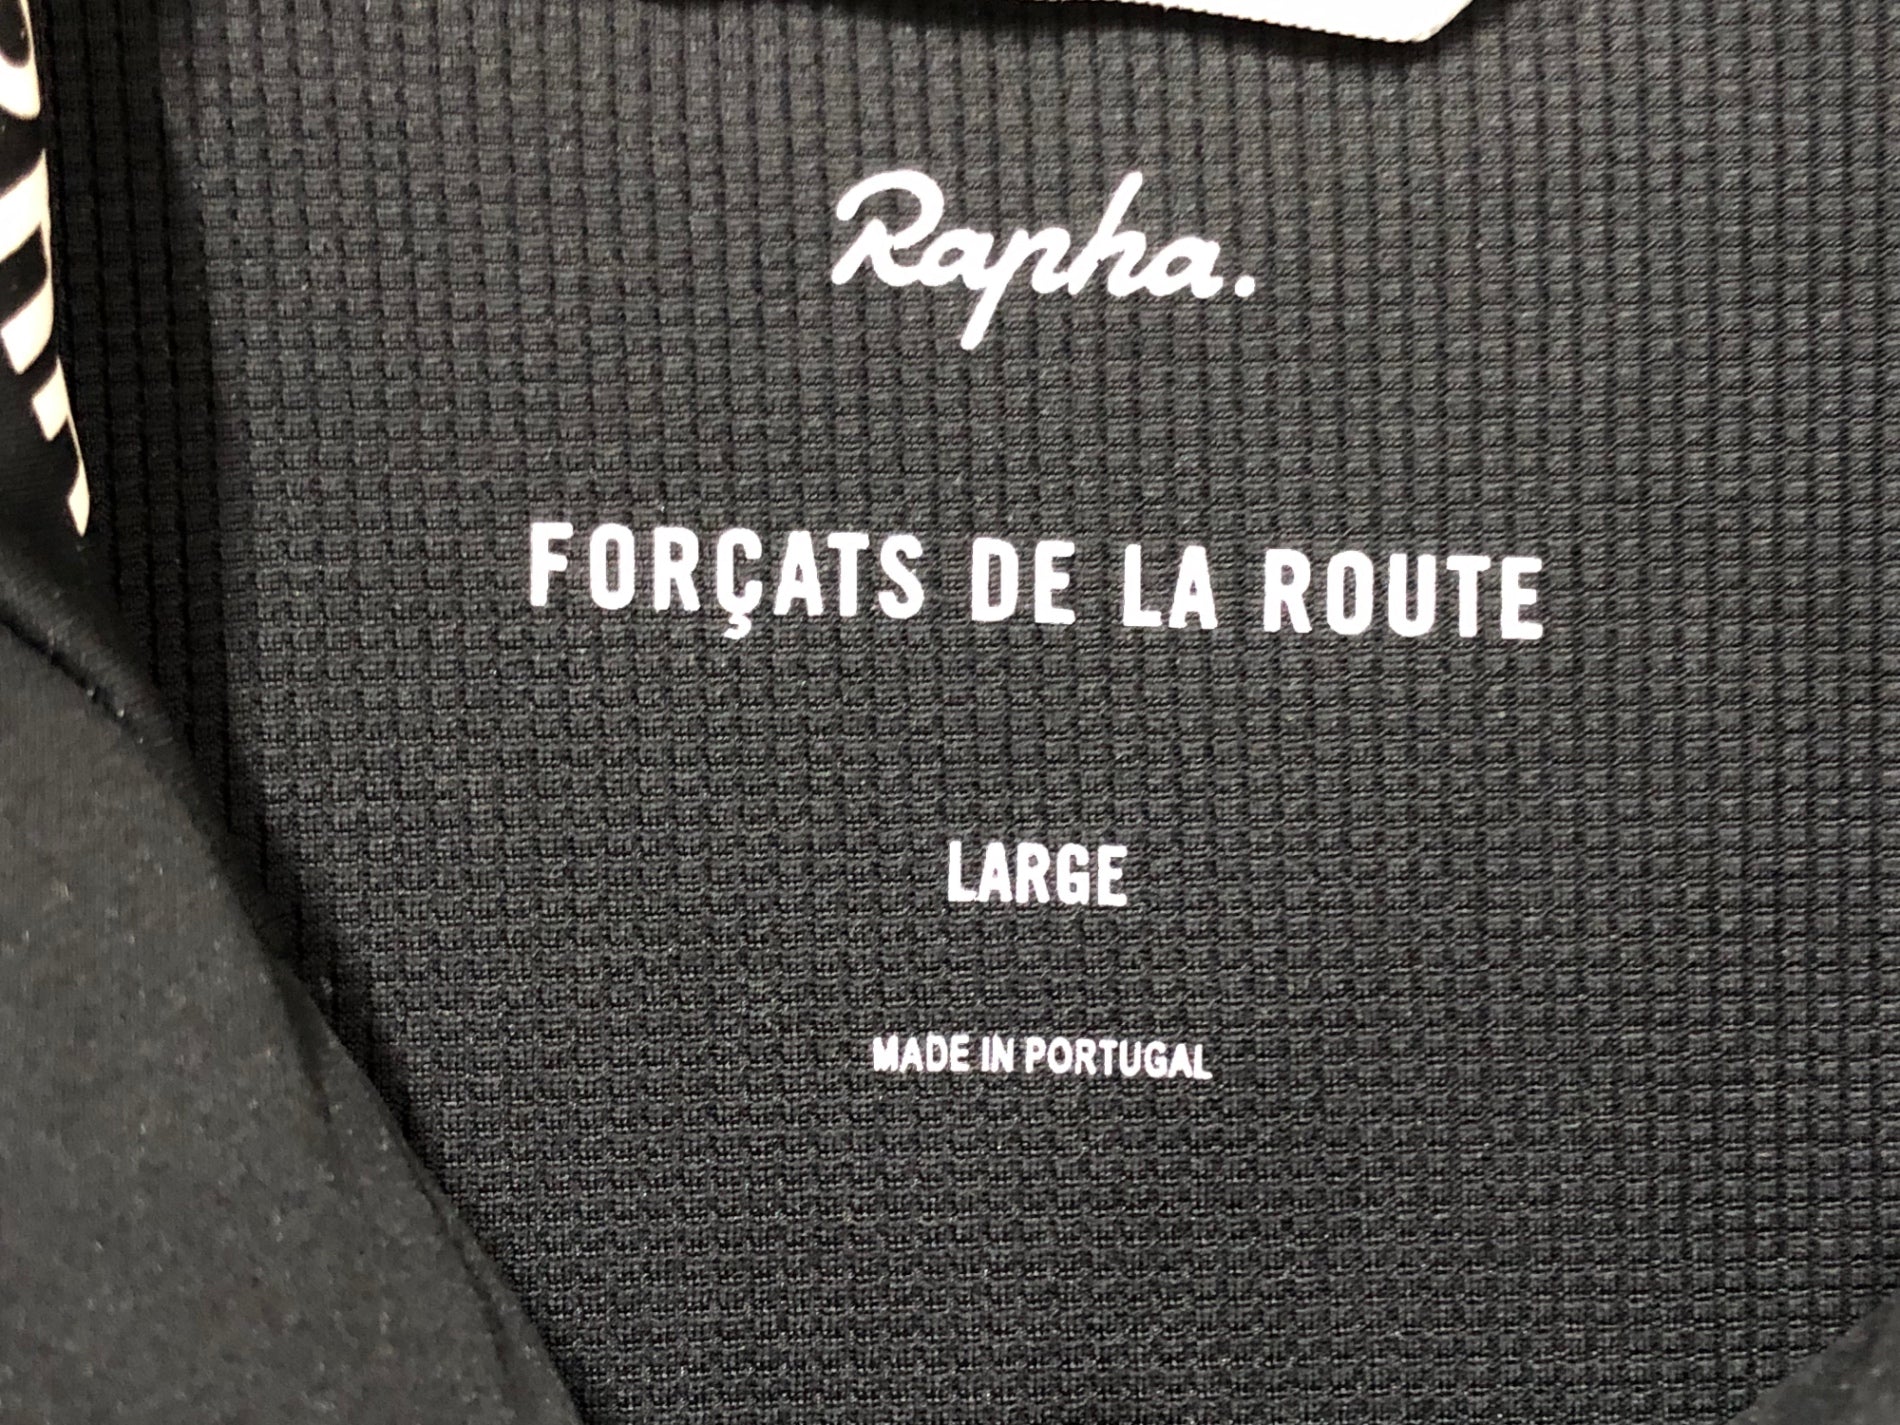 Rapha.
FORÇATS DE LA ROUTE
LARGE
MADE IN PORTUGAL